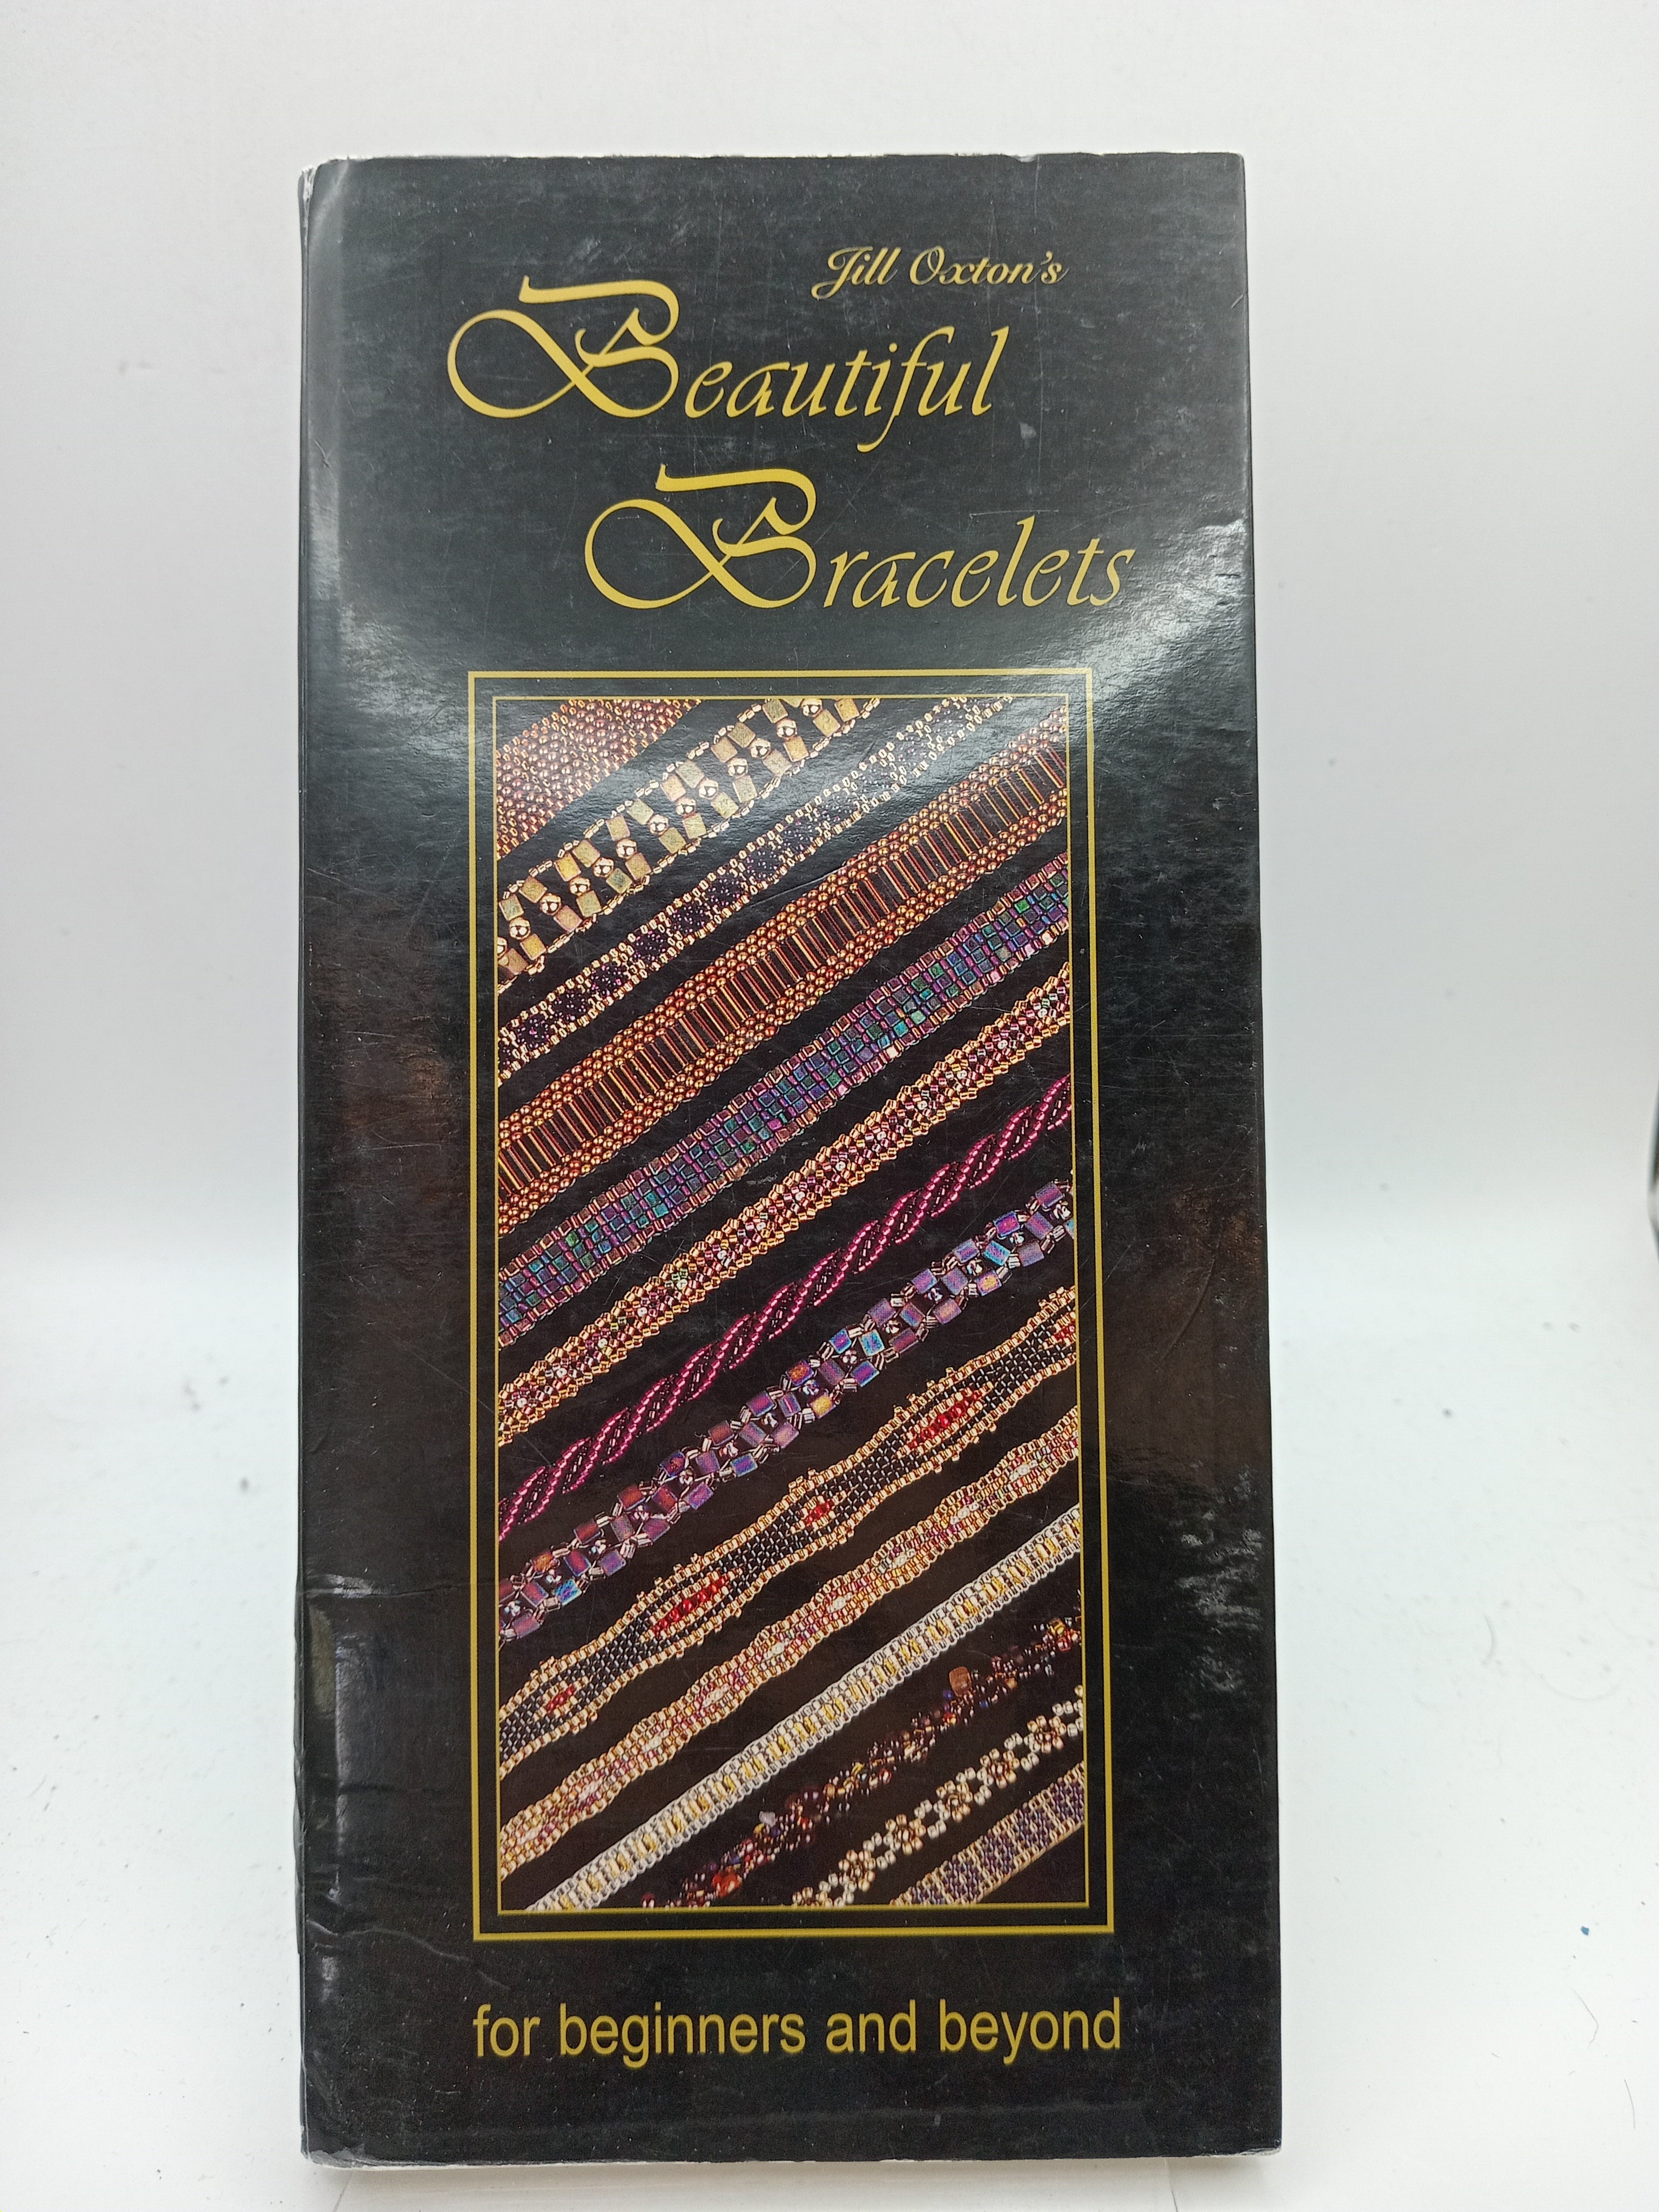 Jill Oxton's
Beautiful
Bracelets
for beginners and beyond